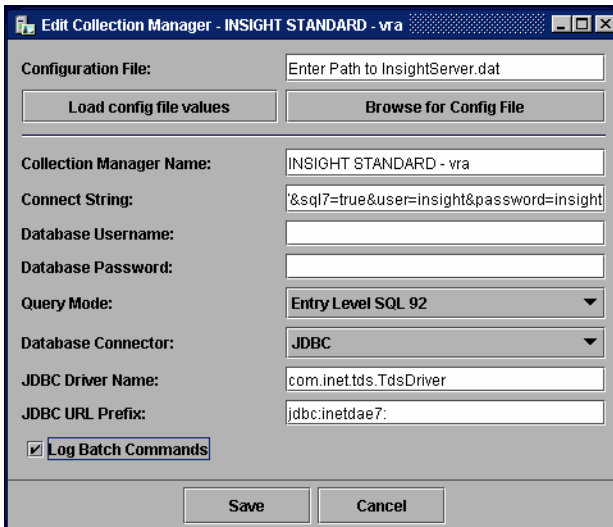 Edit Collection Manager - INSIGHT STANDARD - vra
Configuration File: Enter Path to InsightServer.dat
Load config file values Browse for Config File
Collection Manager Name: INSIGHT STANDARD - vra
Connect String: '&sql7=true&user=insight&password=insight
Database Username:
Database Password:
Query Mode: Entry Level SQL 92
Database Connector: JDBC
JDBC Driver Name: com.inet.tds.TdsDriver
JDBC URL Prefix: jdbc:inetdae7:
Log Batch Commands
Save Cancel